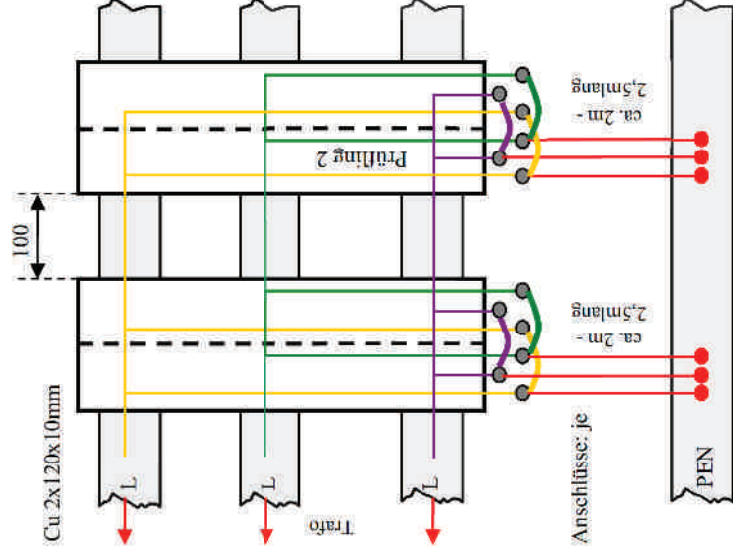 100
Cu 2x120x10mm
Prüfling 2
ca. 2m -
2,5mlang
ca. 2m -
2,5mlang
L
L
L
Trafo
Anschlüsse: je
PEN